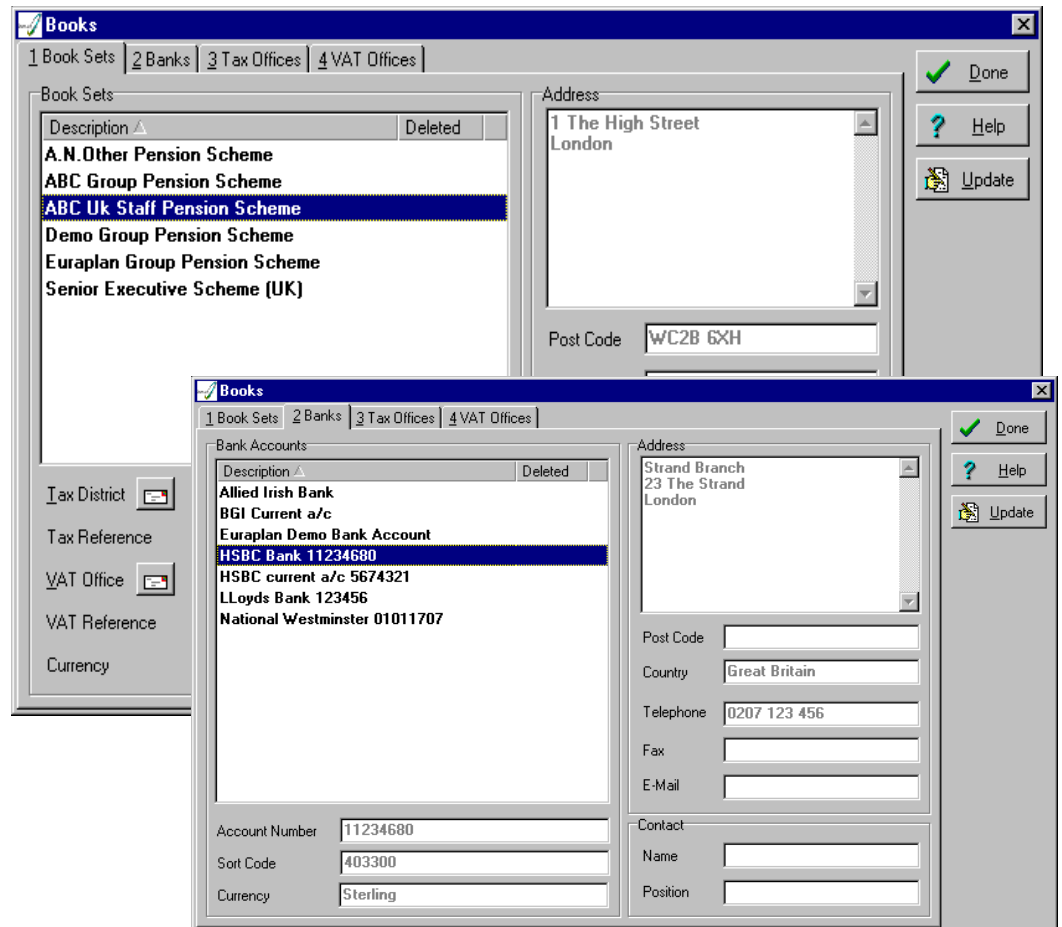 Books
1 Book Sets 2 Banks 3 Tax Offices 4 VAT Offices
Book Sets
Description Deleted
A.N.Other Pension Scheme
ABC Group Pension Scheme
ABC Uk Staff Pension Scheme
Demo Group Pension Scheme
Euraplan Group Pension Scheme
Senior Executive Scheme (UK)
Tax District
Tax Reference
VAT Office
VAT Reference
Currency
Address
1 The High Street
London
Post Code WC2B 6XH
Done
Help
Update
Books
1 Book Sets 2 Banks 3 Tax Offices 4 VAT Offices
Bank Accounts
Description Deleted
Allied Irish Bank
BGI Current a/c
Euraplan Demo Bank Account
HSBC Bank 11234680
HSBC current a/c 5674321
LLoyds Bank 123456
National Westminster 01011707
Account Number 11234680
Sort Code 403300
Currency Sterling
Address
Strand Branch
23 The Strand
London
Post Code
Country Great Britain
Telephone 0207 123 456
Fax
E-Mail
Contact
Name
Position
Done
Help
Update